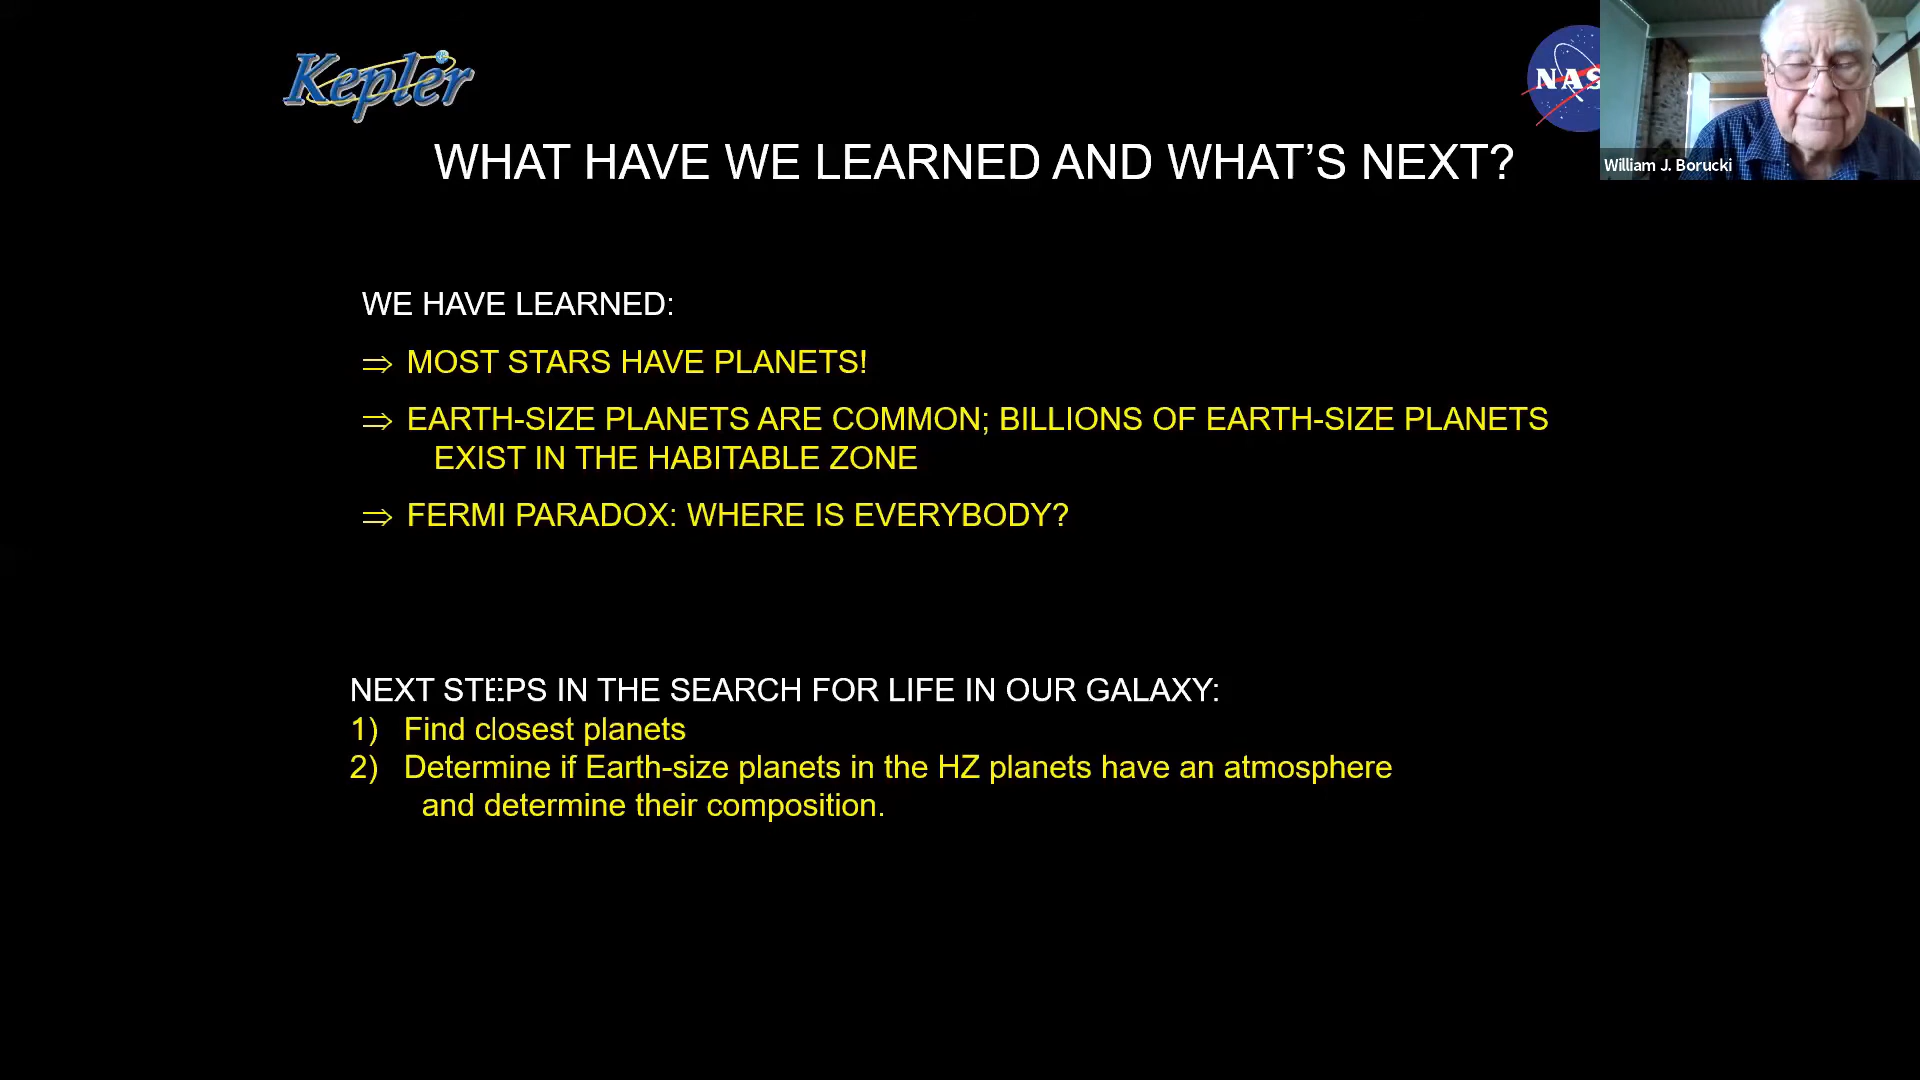 Kepler
NAS
William J. Borucki
WHAT HAVE WE LEARNED AND WHAT’S NEXT?
WE HAVE LEARNED:
⇒ MOST STARS HAVE PLANETS!
⇒ EARTH-SIZE PLANETS ARE COMMON; BILLIONS OF EARTH-SIZE PLANETS
EXIST IN THE HABITABLE ZONE
⇒ FERMI PARADOX: WHERE IS EVERYBODY?
NEXT STEPS IN THE SEARCH FOR LIFE IN OUR GALAXY:
1) Find closest planets
2) Determine if Earth-size planets in the HZ planets have an atmosphere
and determine their composition.